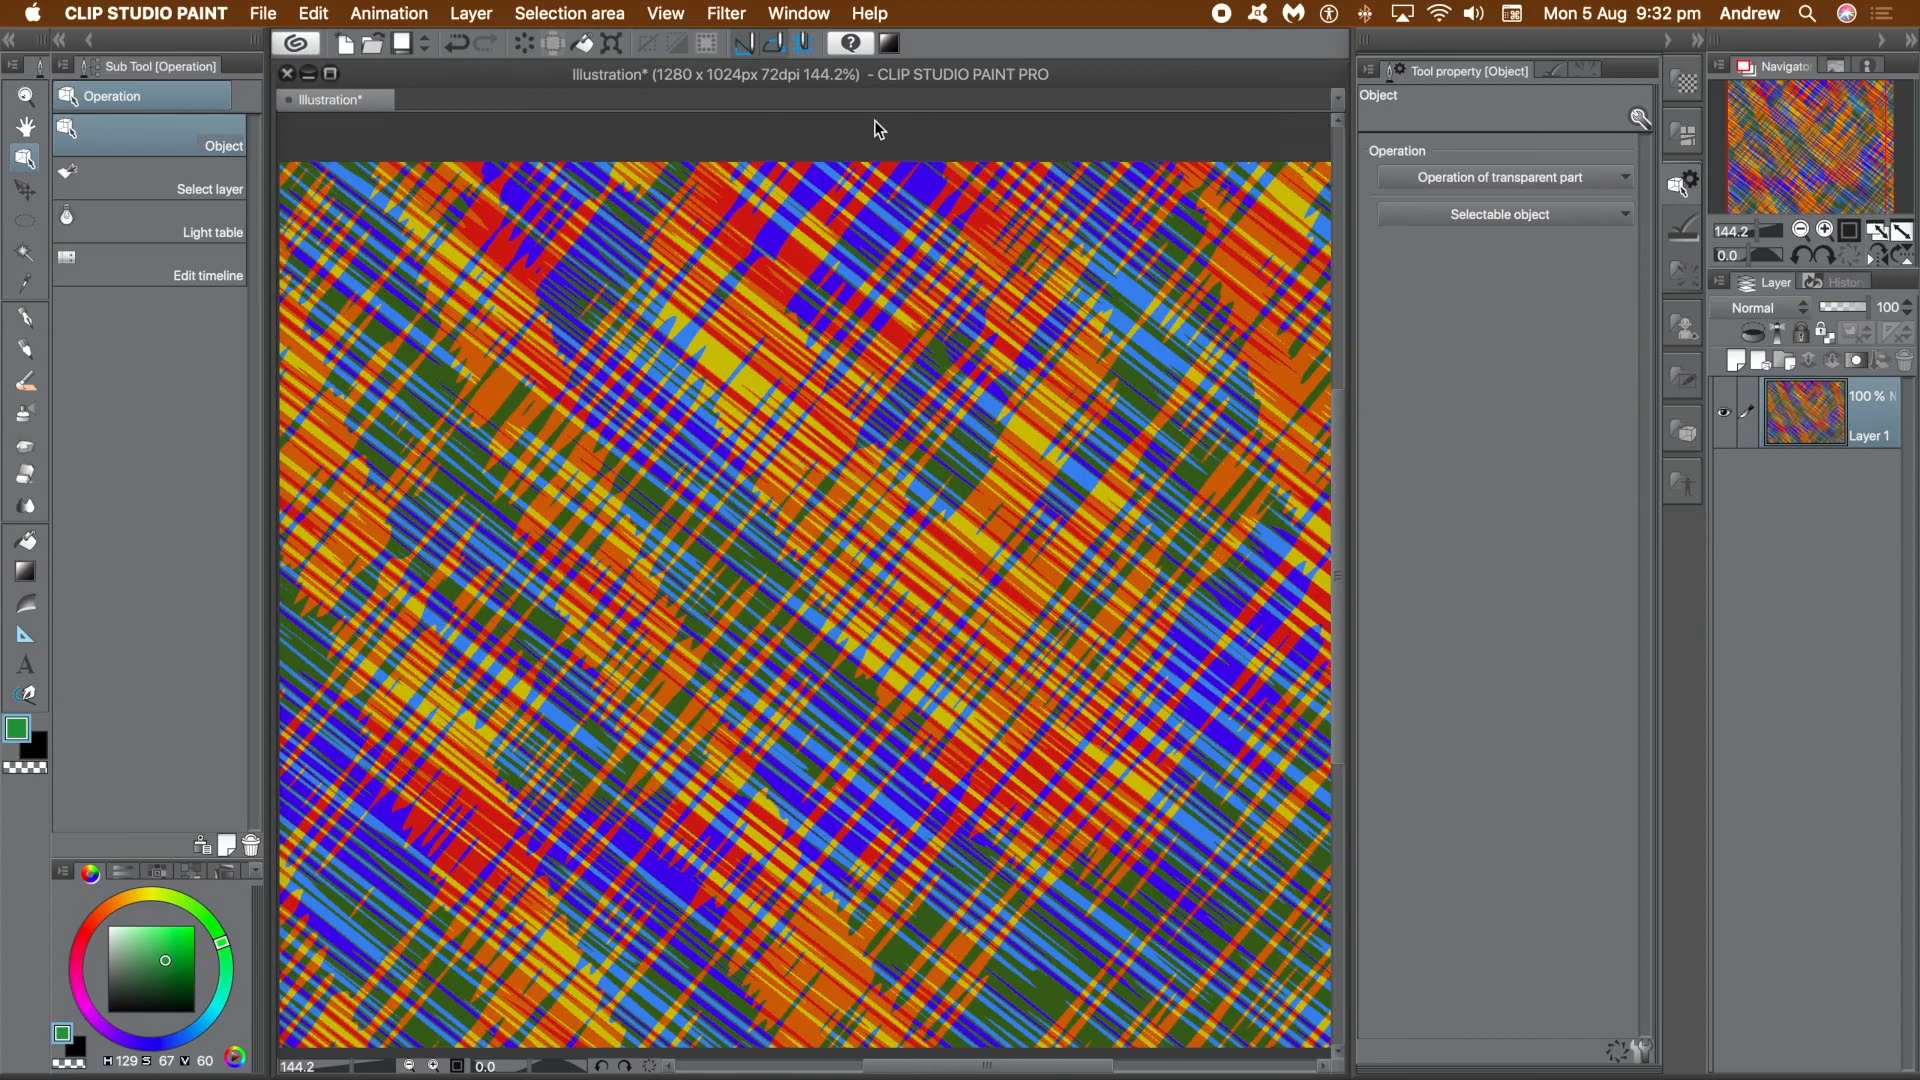 CLIP STUDIO PAINT File Edit Animation Layer Selection area View Filter Window Help Mon 5 Aug 9:32 pm Andrew
Sub Tool [Operation]
Operation
Object
Select layer
Light table
Edit timeline
Illustration* (1280 x 1024px 72dpi 144.2%) - CLIP STUDIO PAINT PRO
Illustration*
Tool property [Object]
Object
Operation
Operation of transparent part
Selectable object
Navigator
144.2
0.0
Layer History
Normal 100
100 % N
Layer 1
H 129 S 67 V 60
144.2 0.0